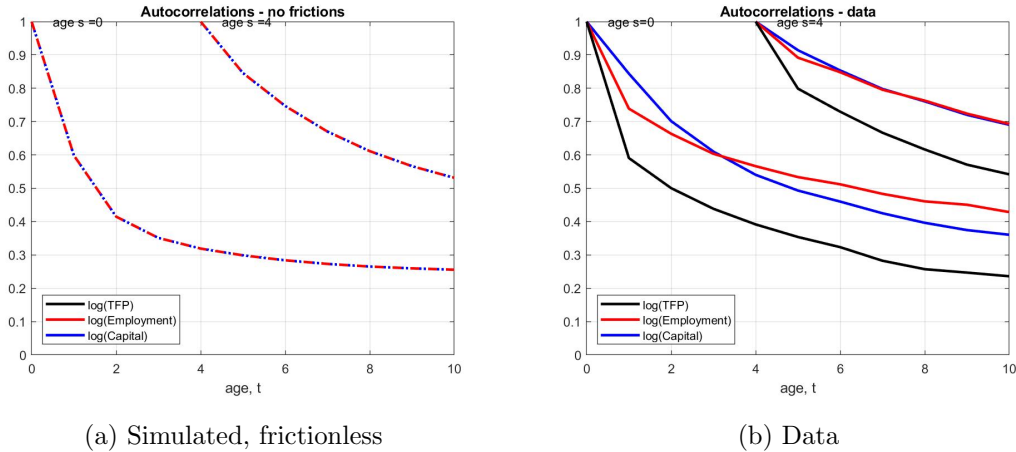 Autocorrelations - no frictions
age s =0
age s =4
1
0.9
0.8
0.7
0.6
0.5
0.4
0.3
0.2
0.1
0
log(TFP)
log(Employment)
log(Capital)
0 2 4 6 8 10
age, t
(a) Simulated, frictionless
Autocorrelations - data
age s=0
age s=4
1
0.9
0.8
0.7
0.6
0.5
0.4
0.3
0.2
0.1
0
log(TFP)
log(Employment)
log(Capital)
0 2 4 6 8 10
age, t
(b) Data